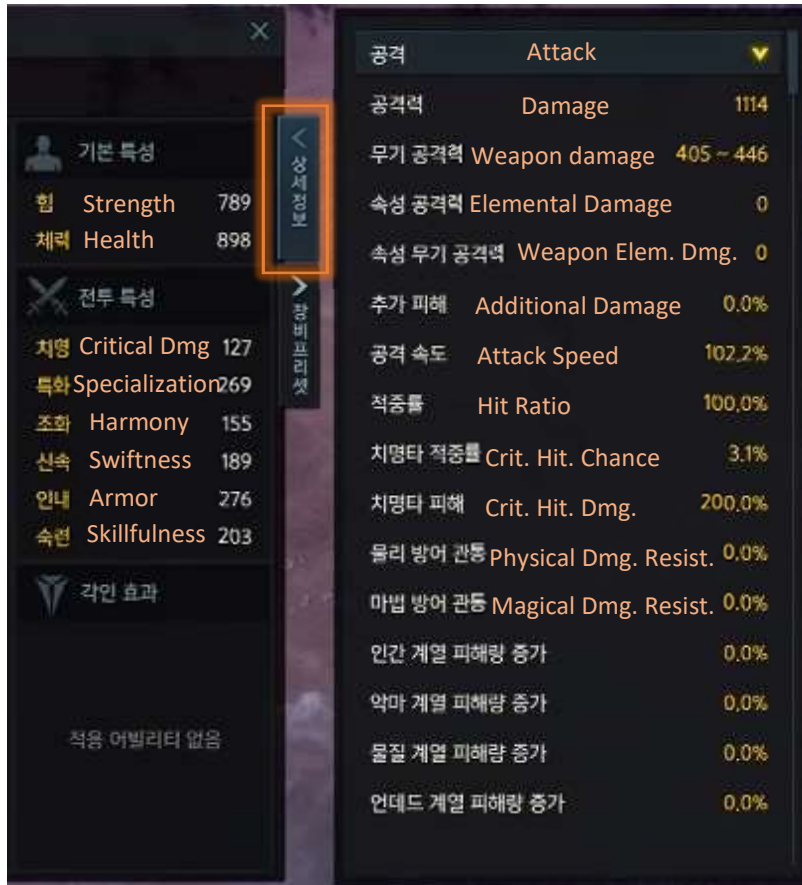 기본 특성
힘 Strength 789
체력 Health 898
전투 특성
치명 Critical Dmg 127
특화 Specialization 269
조화 Harmony 155
신속 Swiftness 189
인내 Armor 276
숙련 Skillfulness 203
각인 효과
적용 어빌리티 없음
상세정보
장비프리셋
공격 Attack
공격력 Damage 1114
무기 공격력 Weapon damage 405 ~ 446
속성 공격력 Elemental Damage 0
속성 무기 공격력 Weapon Elem. Dmg. 0
추가 피해 Additional Damage 0.0%
공격 속도 Attack Speed 102.2%
적중률 Hit Ratio 100.0%
치명타 적중률 Crit. Hit. Chance 3.1%
치명타 피해 Crit. Hit. Dmg. 200.0%
물리 방어 관통 Physical Dmg. Resist. 0.0%
마법 방어 관통 Magical Dmg. Resist. 0.0%
인간 계열 피해량 증가 0.0%
악마 계열 피해량 증가 0.0%
물질 계열 피해량 증가 0.0%
언데드 계열 피해량 증가 0.0%